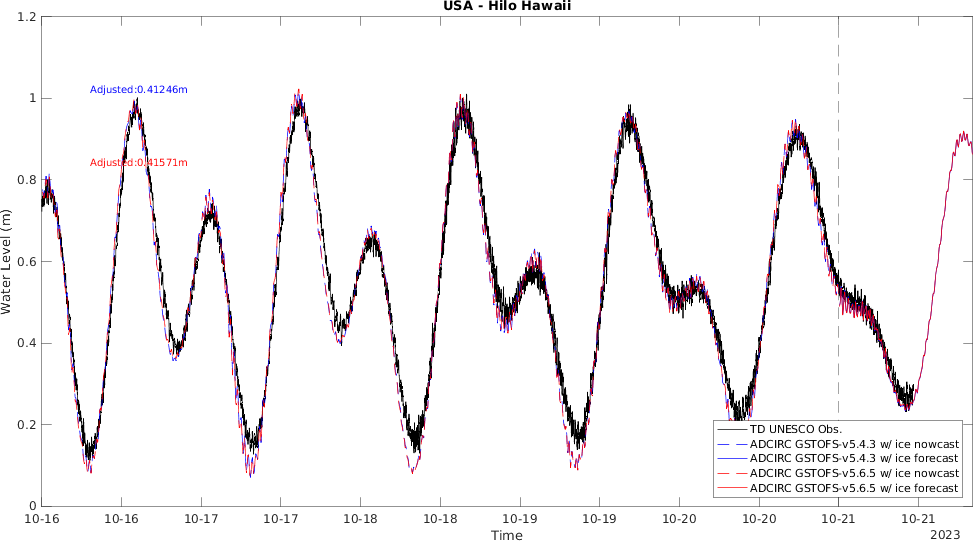 USA - Hilo Hawaii
1.2
1
0.8
0.6
0.4
0.2
0
Water Level (m)
Adjusted:0.41246m
Adjusted:0.41571m
TD UNESCO Obs.
ADCIRC GSTOFS-v5.4.3 w/ ice nowcast
ADCIRC GSTOFS-v5.4.3 w/ ice forecast
ADCIRC GSTOFS-v5.6.5 w/ ice nowcast
ADCIRC GSTOFS-v5.6.5 w/ ice forecast
10-16 10-16 10-17 10-17 10-18 10-18 10-19 10-19 10-20 10-20 10-21 10-21
2023
Time